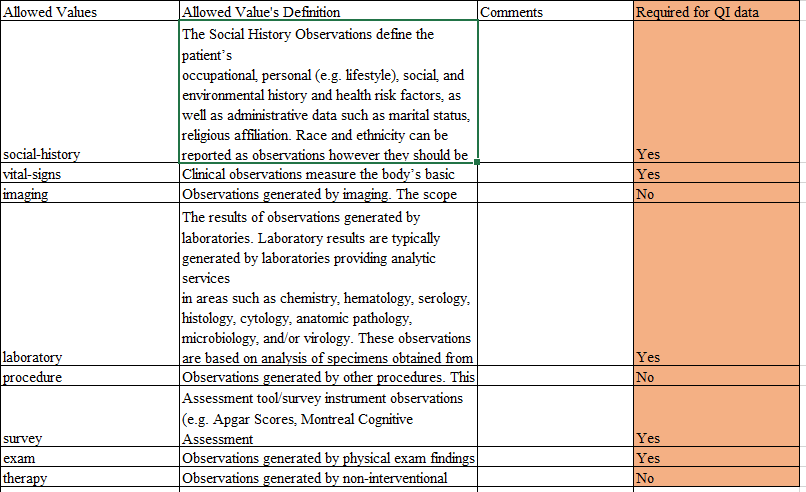 Allowed Values Allowed Value's Definition Comments Required for QI data
The Social History Observations define the
patient’s
occupational, personal (e.g. lifestyle), social, and
environmental history and health risk factors, as
well as administrative data such as marital status,
religious affiliation. Race and ethnicity can be
social-history reported as observations however they should be Yes
vital-signs Clinical observations measure the body’s basic Yes
imaging Observations generated by imaging. The scope No
The results of observations generated by
laboratories. Laboratory results are typically
generated by laboratories providing analytic
services
in areas such as chemistry, hematology, serology,
histology, cytology, anatomic pathology,
microbiology, and/or virology. These observations
laboratory are based on analysis of specimens obtained from Yes
procedure Observations generated by other procedures. This No
Assessment tool/survey instrument observations
(e.g. Apgar Scores, Montreal Cognitive
survey Assessment Yes
exam Observations generated by physical exam findings Yes
therapy Observations generated by non-interventional No